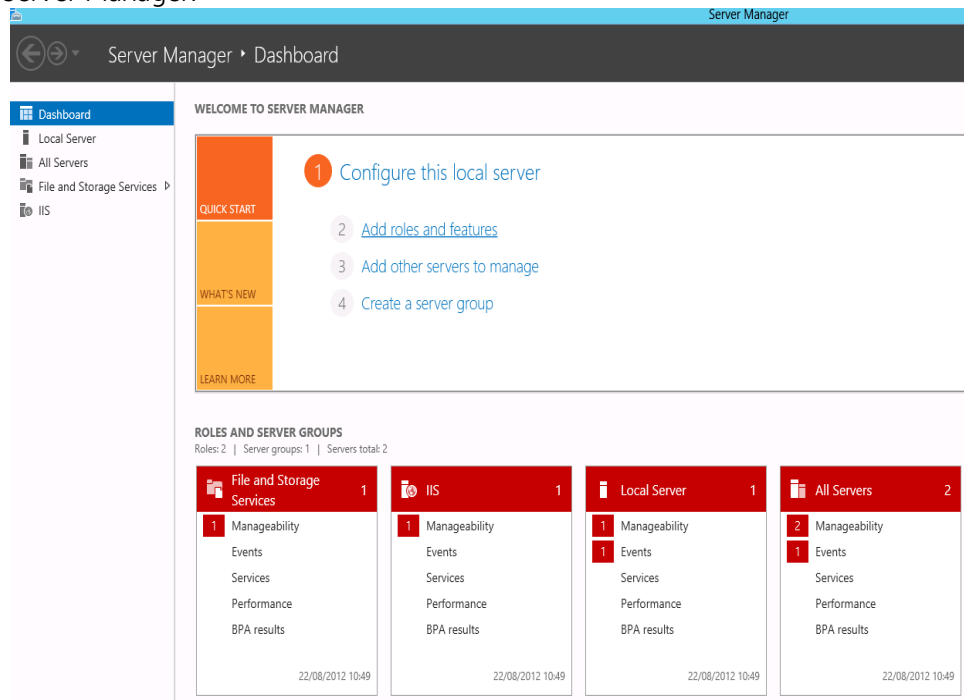 Server Manager.
Server Manager
Server Manager • Dashboard
Dashboard
Local Server
All Servers
File and Storage Services
IIS
WELCOME TO SERVER MANAGER
QUICK START
WHAT'S NEW
LEARN MORE
1 Configure this local server
2 Add roles and features
3 Add other servers to manage
4 Create a server group
ROLES AND SERVER GROUPS
Roles: 2 | Server groups: 1 | Servers total: 2
File and Storage
Services 1
1 Manageability
Events
Services
Performance
BPA results
22/08/2012 10:49
IIS 1
1 Manageability
Events
Services
Performance
BPA results
22/08/2012 10:49
Local Server 1
1 Manageability
1 Events
Services
Performance
BPA results
22/08/2012 10:49
All Servers 2
2 Manageability
1 Events
Services
Performance
BPA results
22/08/2012 10:49